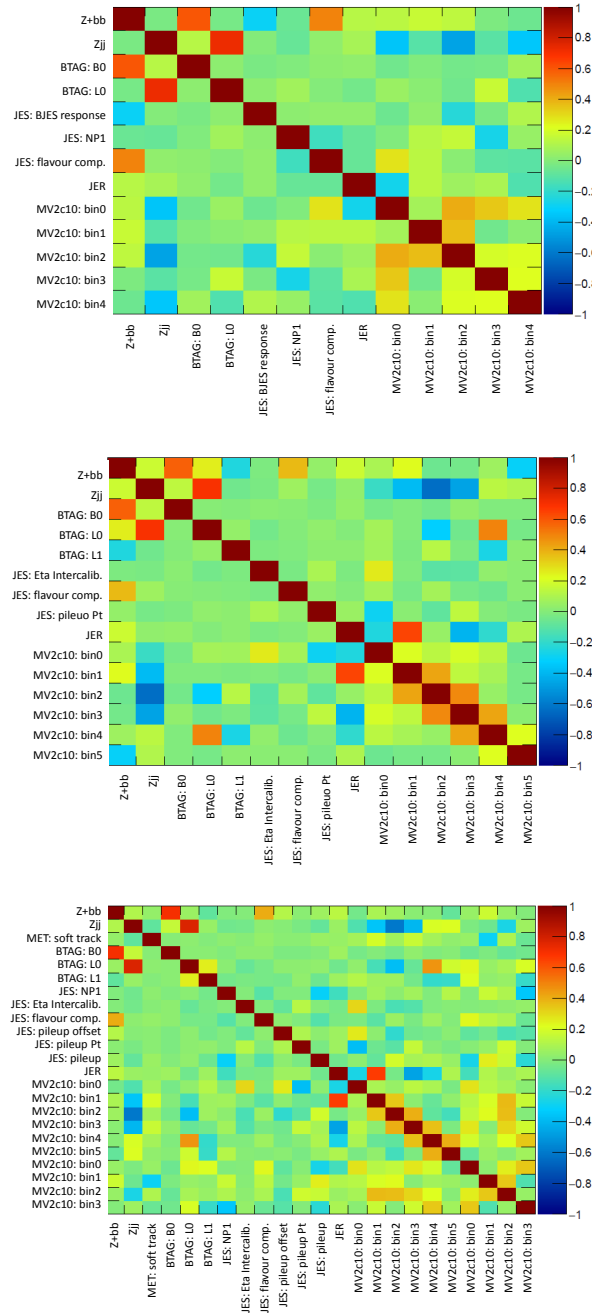 Z+bb
Zjj
BTAG: B0
BTAG: L0
JES: BJES response
JES: NP1
JES: flavour comp.
JER
MV2c10: bin0
MV2c10: bin1
MV2c10: bin2
MV2c10: bin3
MV2c10: bin4
1
0.8
0.6
0.4
0.2
0
-0.2
-0.4
-0.6
-0.8
−1
Z+bb
Zjj
BTAG: B0
BTAG: L0
JES: BJES response
JES: NP1
JES: flavour comp.
JER
MV2c10: bin0
MV2c10: bin1
MV2c10: bin2
MV2c10: bin3
MV2c10: bin4
Z+bb
Zjj
BTAG: B0
BTAG: L0
BTAG: L1
JES: Eta Intercalib.
JES: flavour comp.
JES: pileuo Pt
JER
MV2c10: bin0
MV2c10: bin1
MV2c10: bin2
MV2c10: bin3
MV2c10: bin4
MV2c10: bin5
1
0.8
0.6
0.4
0.2
0
−0.2
−0.4
−0.6
−0.8
−1
Z+bb
Zjj
BTAG: B0
BTAG: L0
BTAG: L1
JES: Eta Intercalib.
JES: flavour comp.
JES: pileuo Pt
JER
MV2c10: bin0
MV2c10: bin1
MV2c10: bin2
MV2c10: bin3
MV2c10: bin4
MV2c10: bin5
Z+bb
Zjj
MET: soft track
BTAG: B0
BTAG: L0
BTAG: L1
JES: NP1
JES: Eta Intercalib.
JES: flavour comp.
JES: pileup offset
JES: pileup Pt
JES: pileup
JER
MV2c10: bin0
MV2c10: bin1
MV2c10: bin2
MV2c10: bin3
MV2c10: bin4
MV2c10: bin5
MV2c10: bin0
MV2c10: bin1
MV2c10: bin2
MV2c10: bin3
1
0.8
0.6
0.4
0.2
0
−0.2
−0.4
−0.6
−0.8
−1
Z+bb
Zjj
MET: soft track
BTAG: B0
BTAG: L0
BTAG: L1
JES: NP1
JES: Eta Intercalib.
JES: flavour comp.
JES: pileup offset
JES: pileup Pt
JES: pileup
JER
MV2c10: bin0
MV2c10: bin1
MV2c10: bin2
MV2c10: bin3
MV2c10: bin4
MV2c10: bin5
MV2c10: bin0
MV2c10: bin1
MV2c10: bin2
MV2c10: bin3